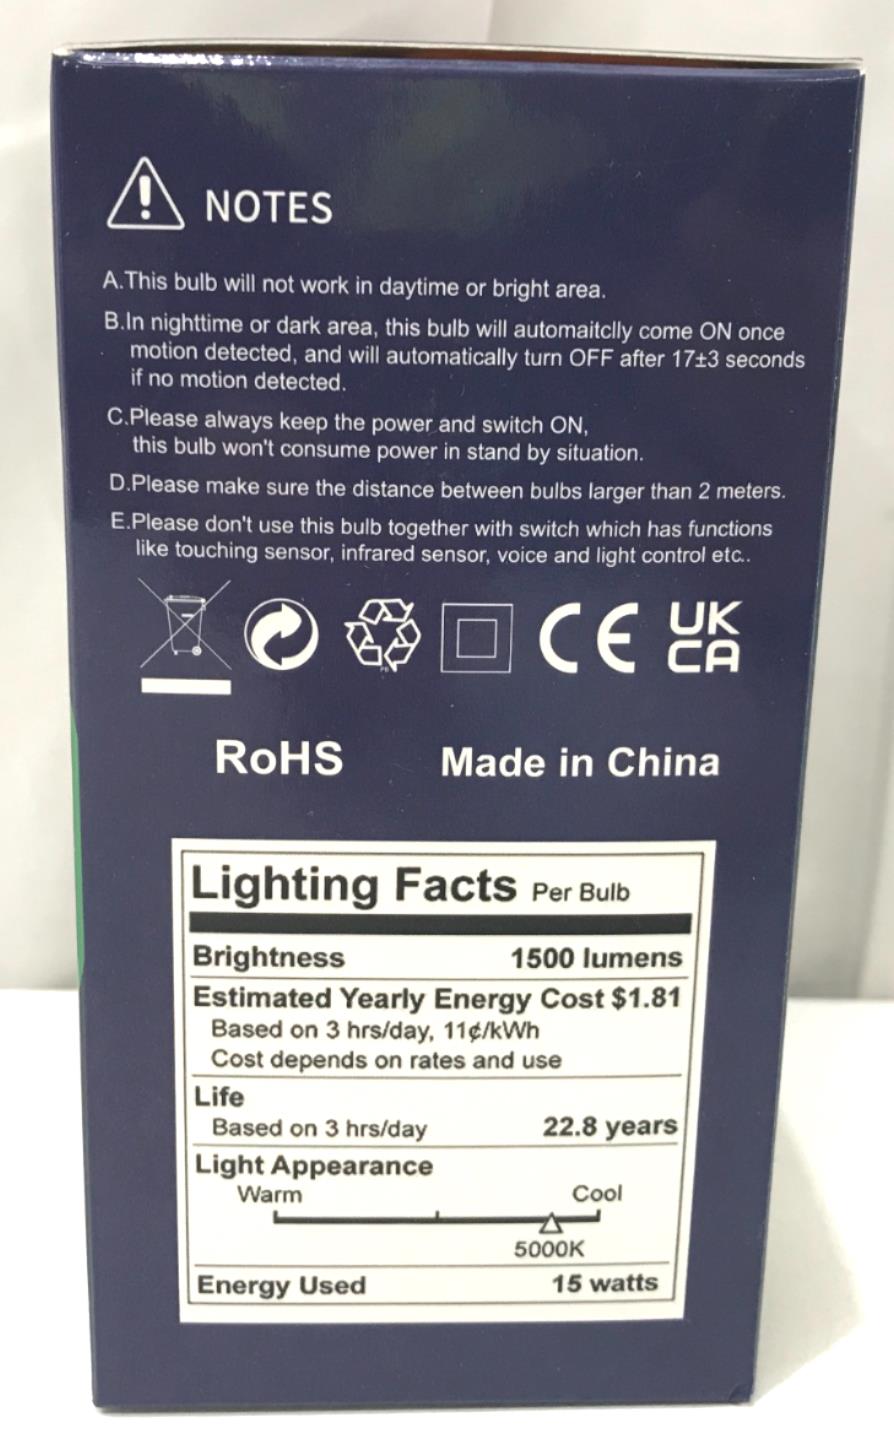 NOTES
A.This bulb will not work in daytime or bright area.
B.In nighttime or dark area, this bulb will automaitclly come ON once
motion detected, and will automatically turn OFF after 17±3 seconds
if no motion detected.
C.Please always keep the power and switch ON,
this bulb won't consume power in stand by situation.
D.Please make sure the distance between bulbs larger than 2 meters.
E.Please don't use this bulb together with switch which has functions
like touching sensor, infrared sensor, voice and light control etc..
CE UK
CA
RoHS Made in China
Lighting Facts Per Bulb
Brightness 1500 lumens
Estimated Yearly Energy Cost $1.81
Based on 3 hrs/day, 11¢/kWh
Cost depends on rates and use
Life
Based on 3 hrs/day 22.8 years
Light Appearance
Warm Cool
5000K
Energy Used 15 watts